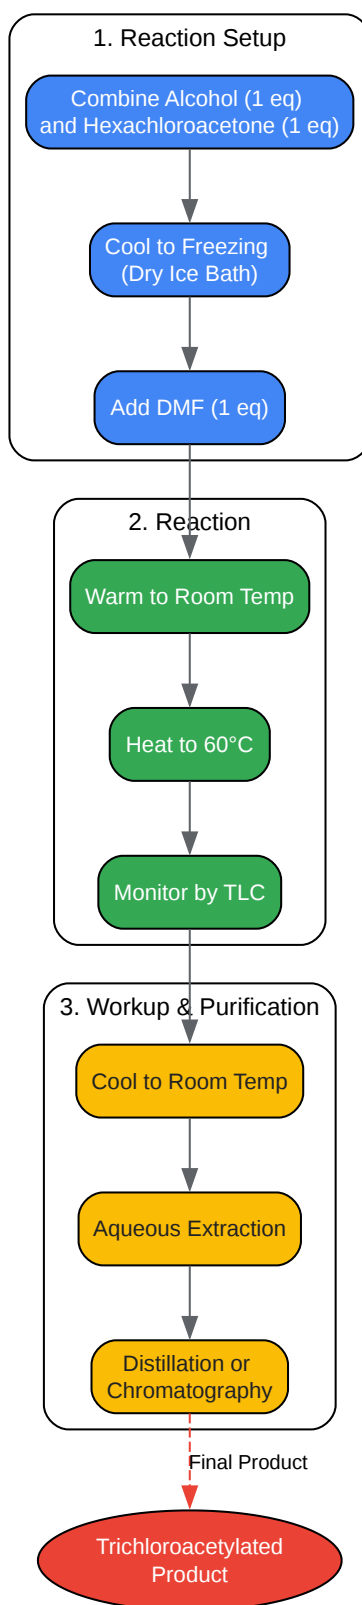 1. Reaction Setup
Combine Alcohol (1 eq)
and Hexachloroacetone (1 eq)
Cool to Freezing
(Dry Ice Bath)
Add DMF (1 eq)
2. Reaction
Warm to Room Temp
Heat to 60°C
Monitor by TLC
3. Workup & Purification
Cool to Room Temp
Aqueous Extraction
Distillation or
Chromatography
Final Product
Trichloroacetylated
Product